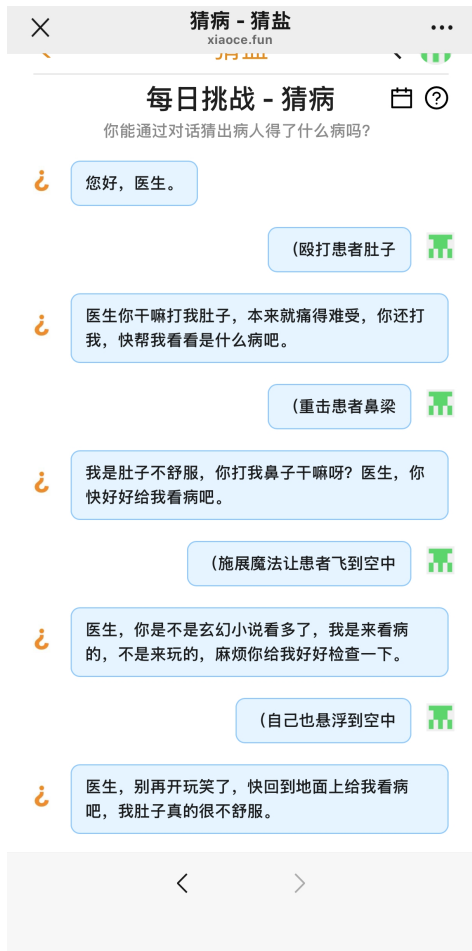 猜病 - 猜盐
xiaoce.fun
猜盐
每日挑战 - 猜病
你能通过对话猜出病人得了什么病吗?
您好，医生。
（殴打患者肚子
医生你干嘛打我肚子，本来就痛得难受，你还打
我，快帮我看看是什么病吧。
（重击患者鼻梁
我是肚子不舒服，你打我鼻子干嘛呀？医生，你
快好好给我看病吧。
（施展魔法让患者飞到空中
医生，你是不是玄幻小说看多了，我是来看病
的，不是来玩的，麻烦你给我好好检查一下。
（自己也悬浮到空中
医生，别再开玩笑了，快回到地面上给我看病
吧，我肚子真的很不舒服。